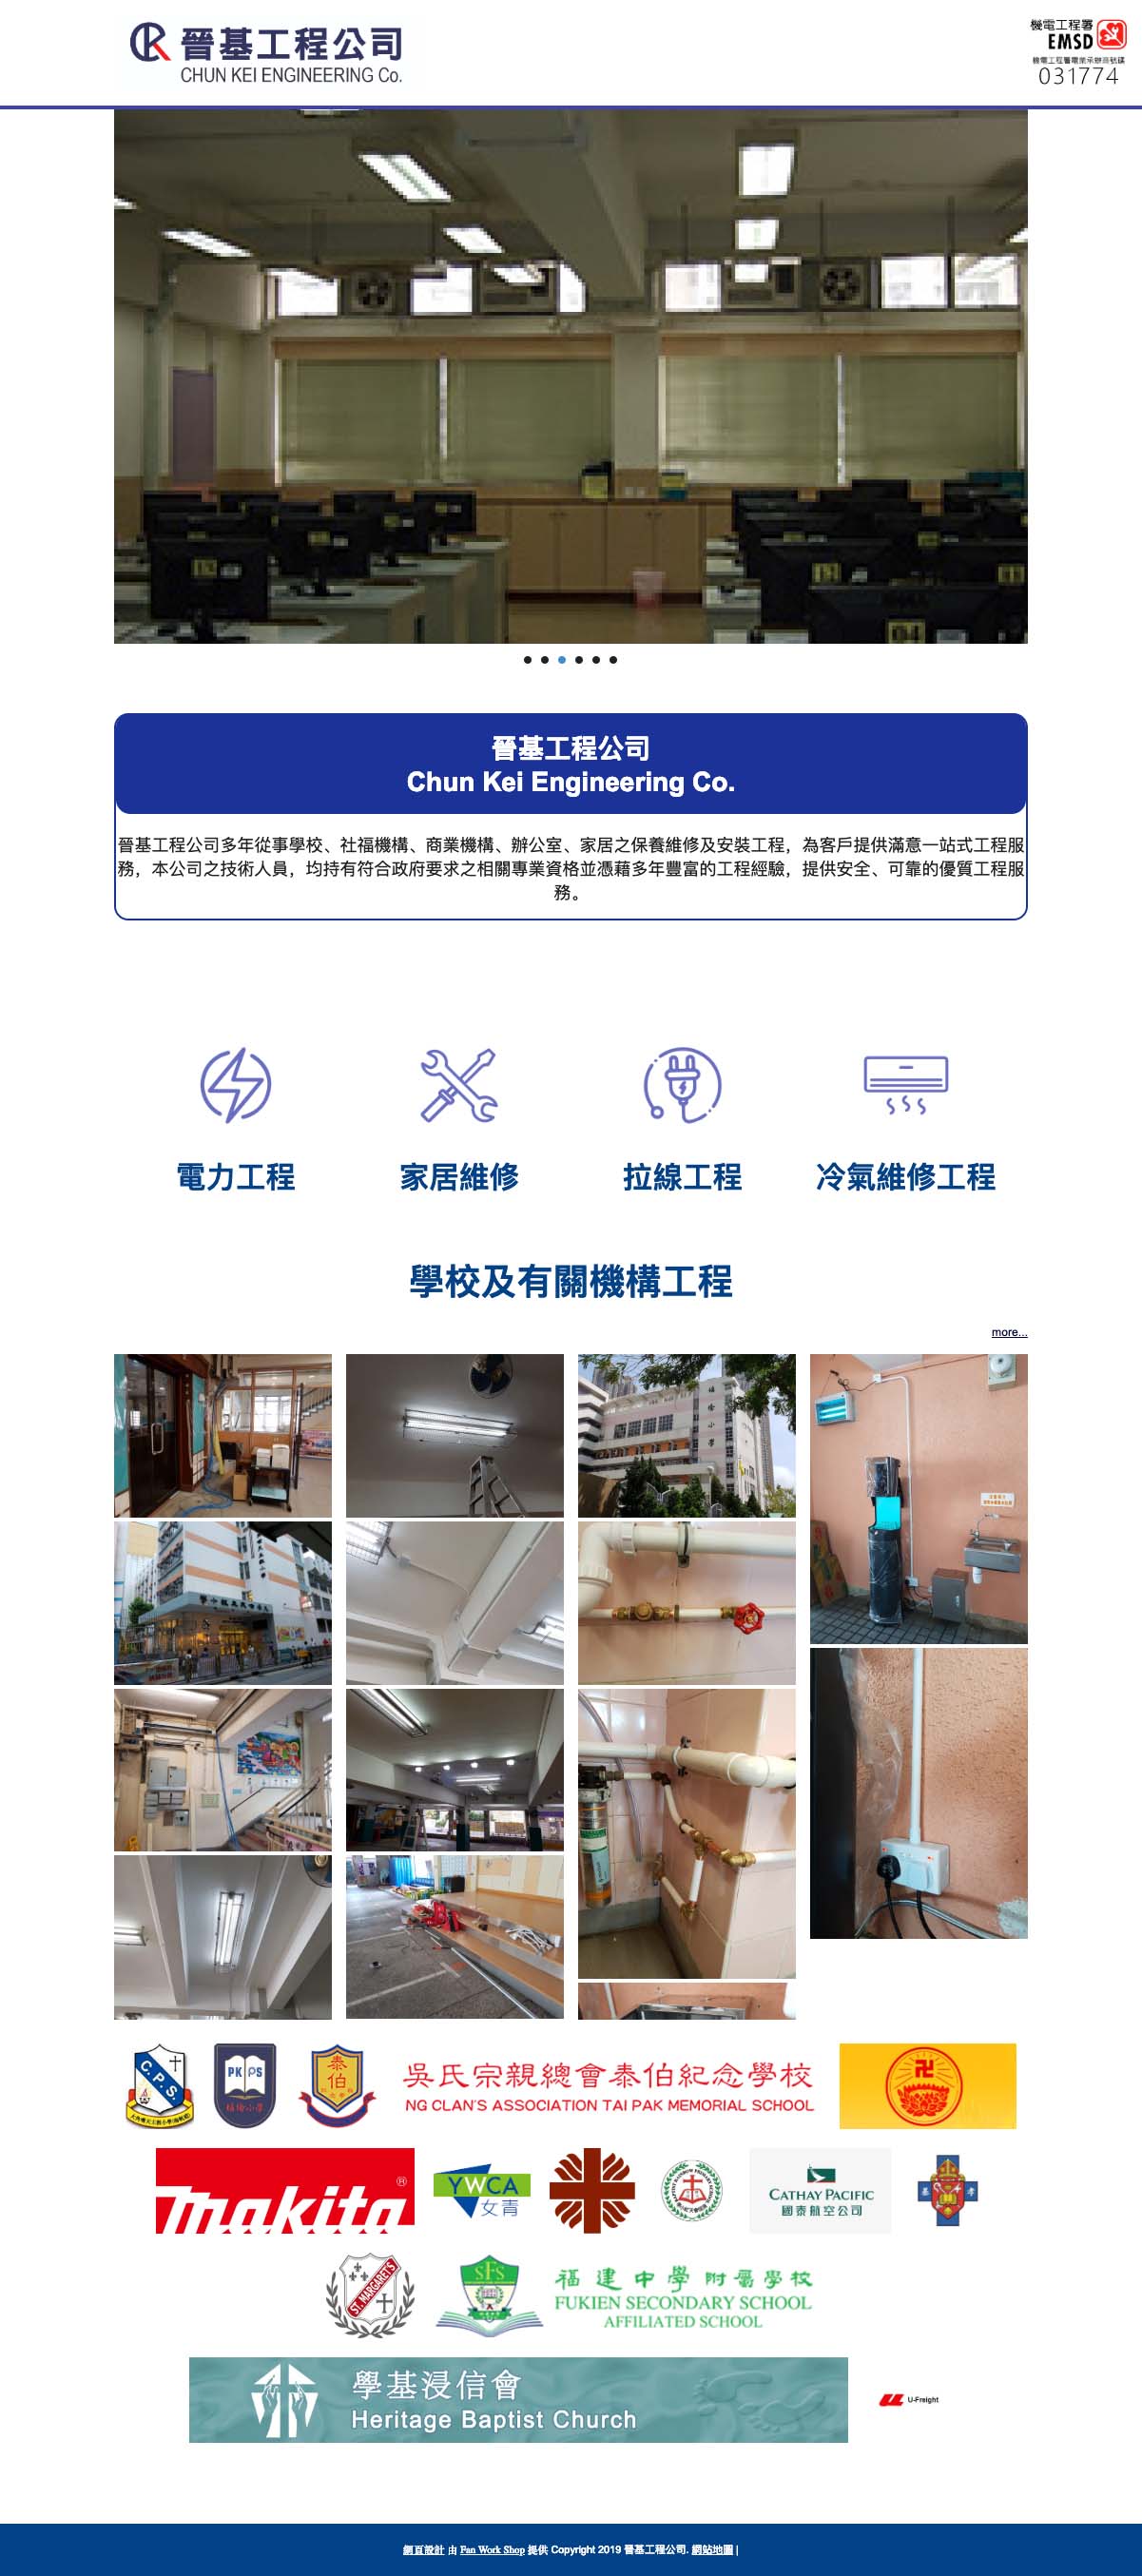 晉基工程公司
CHUN KEI ENGINEERING Co.
機電工程署
EMSD
機電工程署電業承辦商號碼
031774
晉基工程公司
Chun Kei Engineering Co.
晉基工程公司多年從事學校、社福機構、商業機構、辦公室、家居之保養維修及安裝工程，為客戶提供滿意一站式工程服
務，本公司之技術人員，均持有符合政府要求之相關專業資格並憑藉多年豐富的工程經驗，提供安全、可靠的優質工程服
務。
電力工程
家居維修
拉線工程
冷氣維修工程
學校及有關機構工程
more...
C.P.S.
PK PS
泰伯
吳氏宗親總會泰伯紀念學校
NG CLAN'S ASSOCIATION TAI PAK MEMORIAL SCHOOL
卍
makita®
YWCA
女青
CATHAY PACIFIC
國泰航空公司
ST. MARGARET'S
SFS
福建中學附屬學校
FUKIEN SECONDARY SCHOOL
AFFILIATED SCHOOL
學基浸信會
Heritage Baptist Church
U-Freight
網頁設計 由 Fan Work Shop 提供 Copyright 2019 晉基工程公司. 網站地圖 |